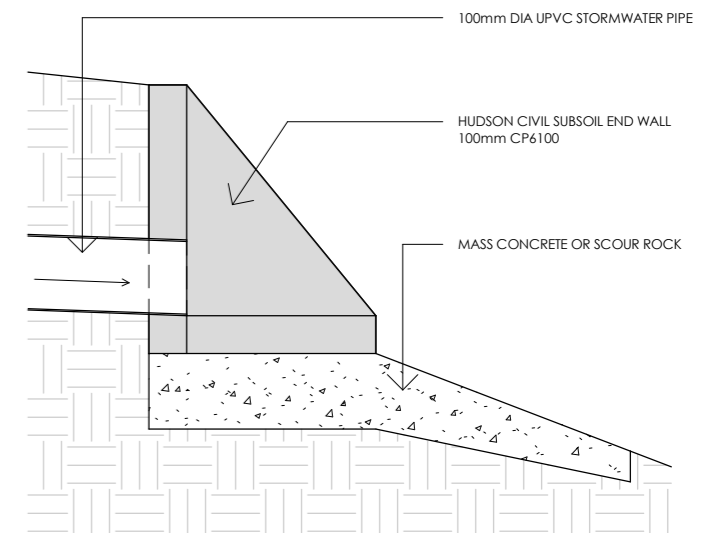 100mm DIA UPVC STORMWATER PIPE
HUDSON CIVIL SUBSOIL END WALL
100mm CP6100
MASS CONCRETE OR SCOUR ROCK